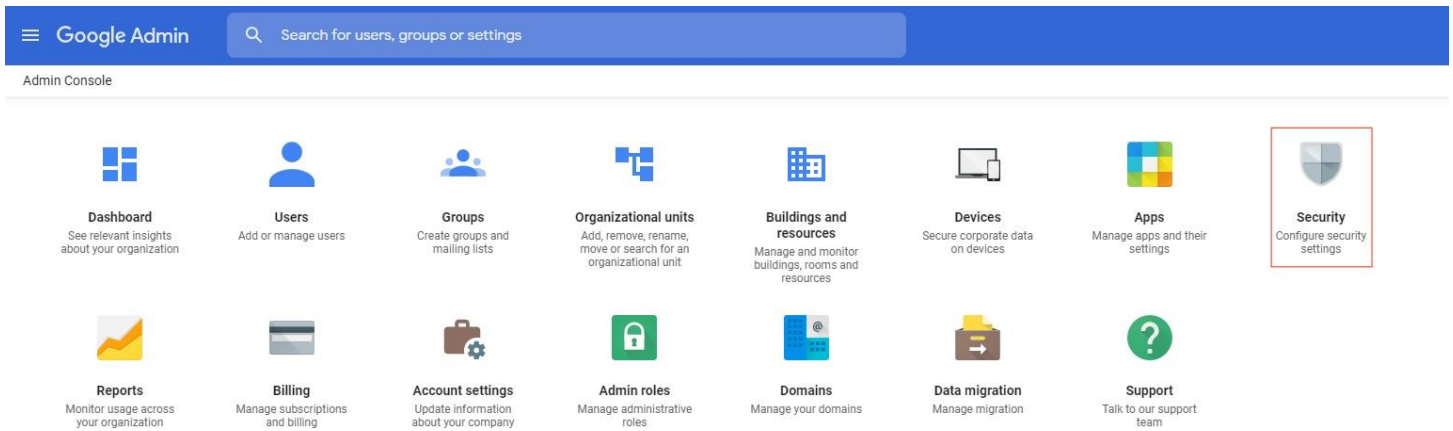 Google Admin
Search for users, groups or settings
Admin Console
Dashboard
See relevant insights
about your organization
Users
Add or manage users
Groups
Create groups and
mailing lists
Organizational units
Add, remove, rename,
move or search for an
organizational unit
Buildings and
resources
Manage and monitor
buildings, rooms and
resources
Devices
Secure corporate data
on devices
Apps
Manage apps and their
settings
Security
Configure security
settings
Reports
Monitor usage across
your organization
Billing
Manage subscriptions
and billing
Account settings
Update information
about your company
Admin roles
Manage administrative
roles
@
Domains
Manage your domains
Data migration
Manage migration
?
Support
Talk to our support
team